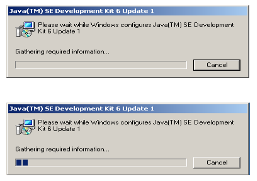 Java(TM) SE Development Kit 6 Update 1
Please wait while Windows configures Java(TM) SE Development
Kit 6 Update 1
Gathering required information...
Cancel
Java(TM) SE Development Kit 6 Update 1
Please wait while Windows configures Java(TM) SE Development
Kit 6 Update 1
Gathering required information...
Cancel